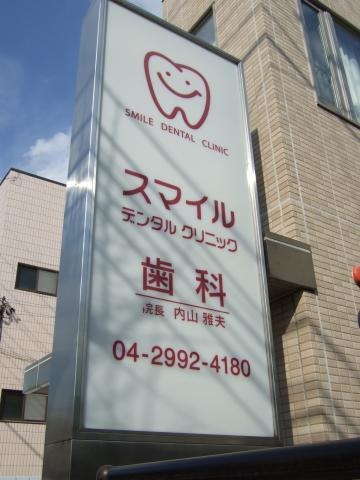 SMILE DENTAL CLINIC
スマイル
デンタル クリニック
歯科
院長 内山 雅夫
04-2992-4180